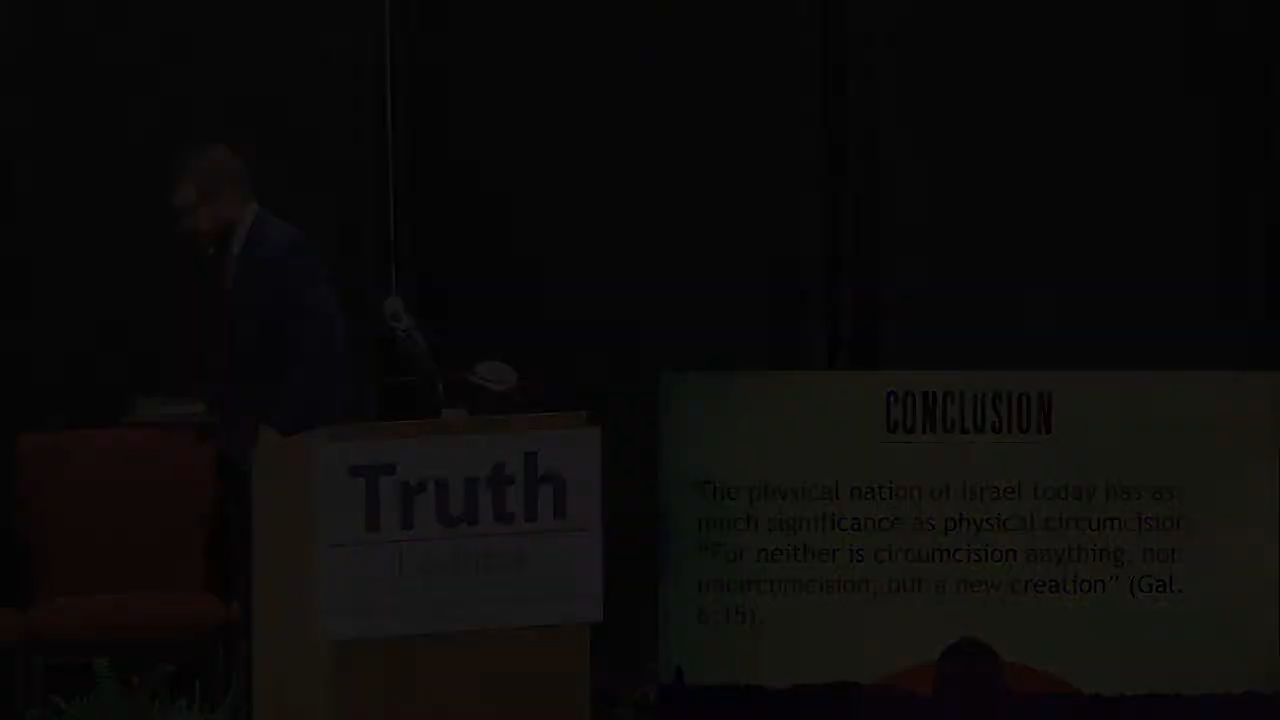 Truth
CONCLUSION
The physical nation of Israel today has as
much significance as physical circumcision.
"For neither is circumcision anything, nor
uncircumcision, but a new creation" (Gal.
6:15).